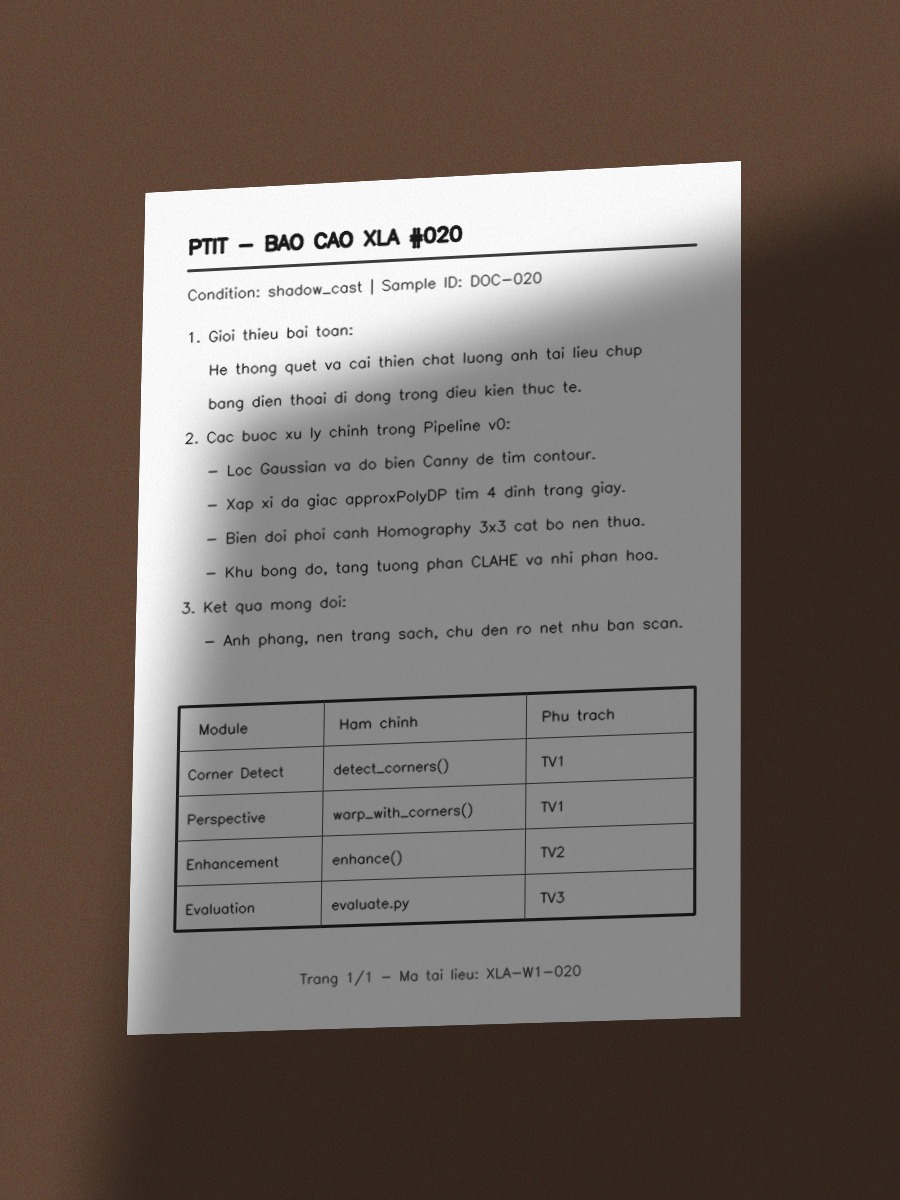 PTIT - BAO CAO XLA #020
Condition: shadow_cast | Sample ID: DOC-020
1. Gioi thieu bai toan:
He thong quet va cai thien chat luong anh tai lieu chup
bang dien thoai di dong trong dieu kien thuc te.
2. Cac buoc xu ly chinh trong Pipeline v0:
- Loc Gaussian va do bien Canny de tim contour.
- Xap xi da giac approxPolyDP tim 4 dinh trang giay.
- Bien doi phoi canh Homography 3x3 cat bo nen thua.
- Khu bong do, tang tuong phan CLAHE va nhi phan hoa.
3. Ket qua mong doi:
- Anh phang, nen trang sach, chu den ro net nhu ban scan.
Module Ham chinh Phu trach
Corner Detect detect_corners() TV1
Perspective warp_with_corners() TV1
Enhancement enhance() TV2
Evaluation evaluate.py TV3
Trang 1/1 - Ma tai lieu: XLA-W1-020